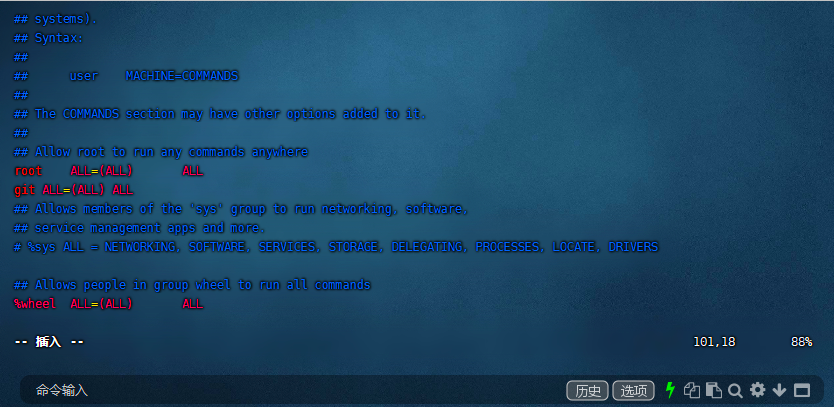 ## systems).
## Syntax:
##
##      user    MACHINE=COMMANDS
##
## The COMMANDS section may have other options added to it.
##
## Allow root to run any commands anywhere
root    ALL=(ALL)       ALL
git ALL=(ALL) ALL
## Allows members of the 'sys' group to run networking, software,
## service management apps and more.
# %sys ALL = NETWORKING, SOFTWARE, SERVICES, STORAGE, DELEGATING, PROCESSES, LOCATE, DRIVERS
## Allows people in group wheel to run all commands
%wheel  ALL=(ALL)       ALL
-- 插入 --    101,18    88%
命令输入    历史    选项